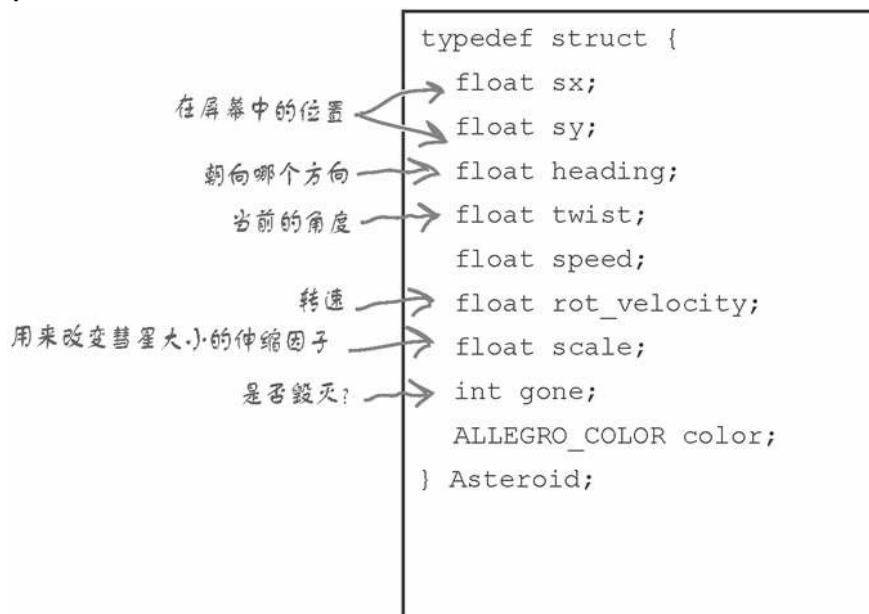 typedef struct {
在屏幕中的位置
float sx;
float sy;
朝向哪个方向
float heading;
当前的角度
float twist;
float speed;
转速
float rot_velocity;
用来改变彗星大小的伸缩因子
float scale;
是否毁灭?
int gone;
ALLEGRO_COLOR color;
} Asteroid;